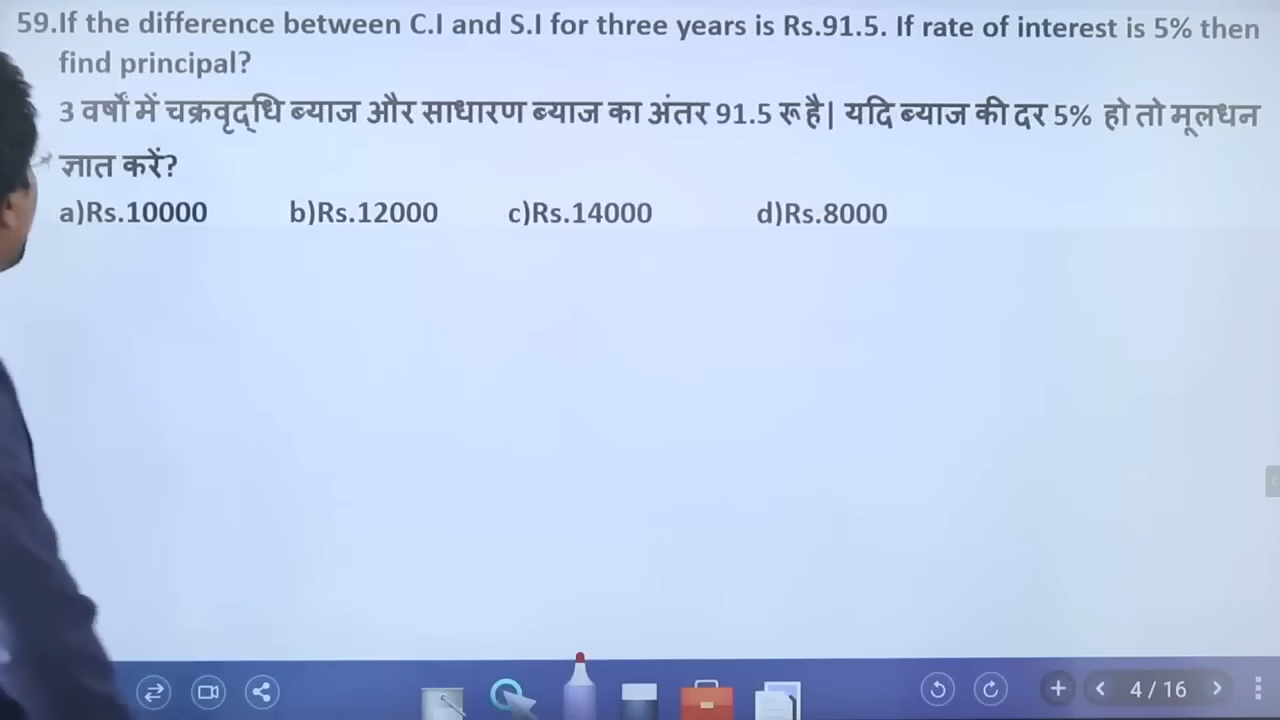 59.If the difference between C.I and S.I for three years is Rs.91.5. If rate of interest is 5% then
find principal?
3 वर्षों में चक्रवृद्धि ब्याज और साधारण ब्याज का अंतर 91.5 रू है| यदि ब्याज की दर 5% हो तो मूलधन
ज्ञात करें?
a)Rs.10000 b)Rs.12000 c)Rs.14000 d)Rs.8000
4 / 16